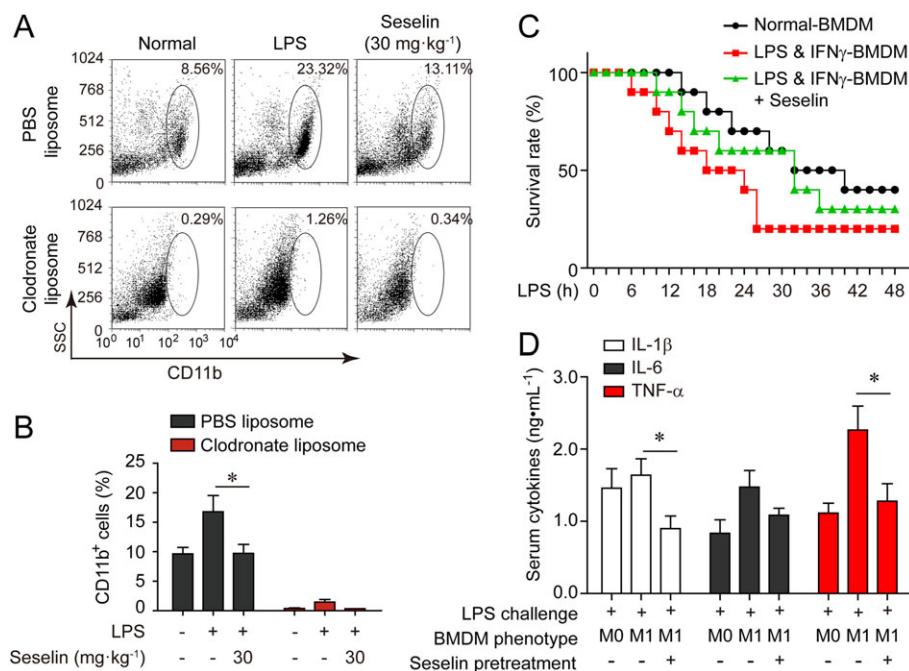 A
Normal
LPS
Seselin
(30 mg·kg⁻¹)
PBS
liposome
1024
768
512
256
0
8.56%
23.32%
13.11%
Clodronate
liposome
1024
768
512
256
0
0.29%
1.26%
0.34%
10⁰ 10¹ 10² 10³ 10⁴
SSC
CD11b
B
PBS liposome
Clodronate liposome
CD11b⁺ cells (%)
25
20
15
10
5
0
*
LPS - + + - + +
Seselin (mg·kg⁻¹) - - 30 - - 30
C
Normal-BMDM
LPS & IFNγ-BMDM
LPS & IFNγ-BMDM
+ Seselin
Survival rate (%)
100
50
0
LPS (h) 0 6 12 18 24 30 36 42 48
D
IL-1β
IL-6
TNF-α
Serum cytokines (ng•mL⁻¹)
3.0
2.0
1.0
0.0
*
*
LPS challenge + + + + + + + + +
BMDM phenotype M0 M1 M1 M0 M1 M1 M0 M1 M1
Seselin pretreatment - - + - - + - - +